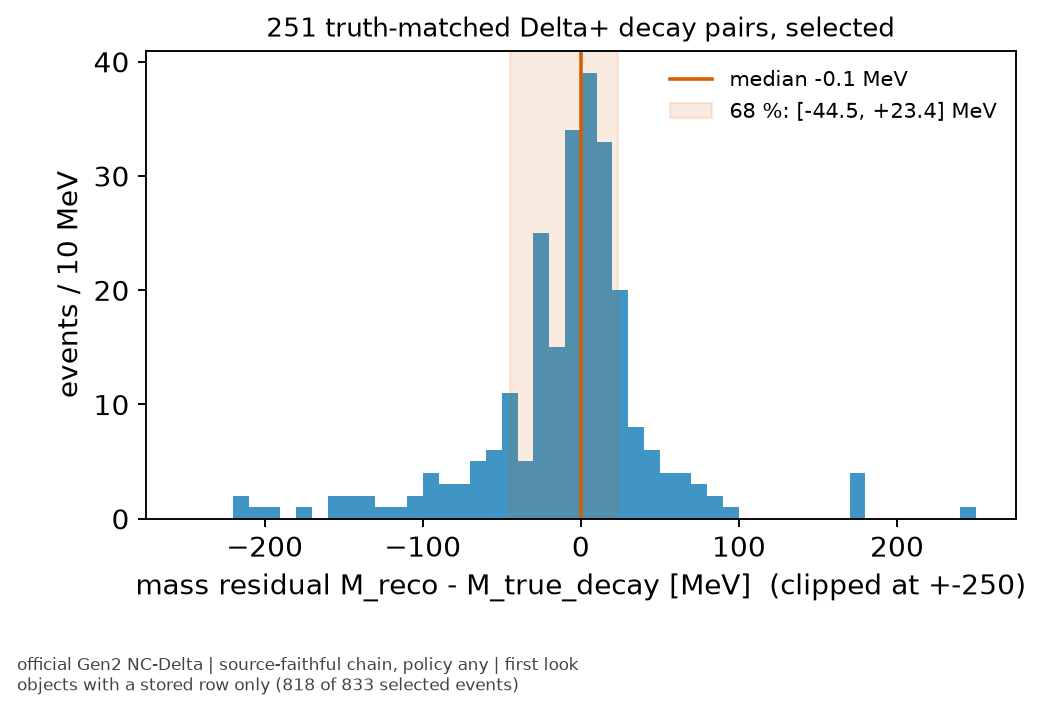 251 truth-matched Delta+ decay pairs, selected
median -0.1 MeV
68 %: [-44.5, +23.4] MeV
events / 10 MeV
40
30
20
10
0
−200
−100
0
100
200
mass residual M_reco - M_true_decay [MeV]  (clipped at +-250)
official Gen2 NC-Delta | source-faithful chain, policy any | first look
objects with a stored row only (818 of 833 selected events)